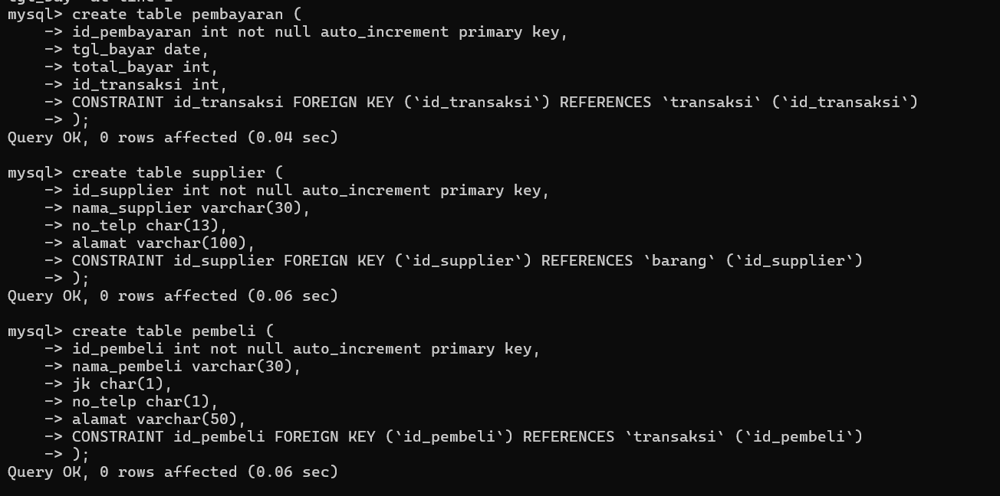 mysql> create table pembayaran (
    -> id_pembayaran int not null auto_increment primary key,
    -> tgl_bayar date,
    -> total_bayar int,
    -> id_transaksi int,
    -> CONSTRAINT id_transaksi FOREIGN KEY (`id_transaksi`) REFERENCES `transaksi` (`id_transaksi`)
    -> );
Query OK, 0 rows affected (0.04 sec)

mysql> create table supplier (
    -> id_supplier int not null auto_increment primary key,
    -> nama_supplier varchar(30),
    -> no_telp char(13),
    -> alamat varchar(100),
    -> CONSTRAINT id_supplier FOREIGN KEY (`id_supplier`) REFERENCES `barang` (`id_supplier`)
    -> );
Query OK, 0 rows affected (0.06 sec)

mysql> create table pembeli (
    -> id_pembeli int not null auto_increment primary key,
    -> nama_pembeli varchar(30),
    -> jk char(1),
    -> no_telp char(1),
    -> alamat varchar(50),
    -> CONSTRAINT id_pembeli FOREIGN KEY (`id_pembeli`) REFERENCES `transaksi` (`id_pembeli`)
    -> );
Query OK, 0 rows affected (0.06 sec)